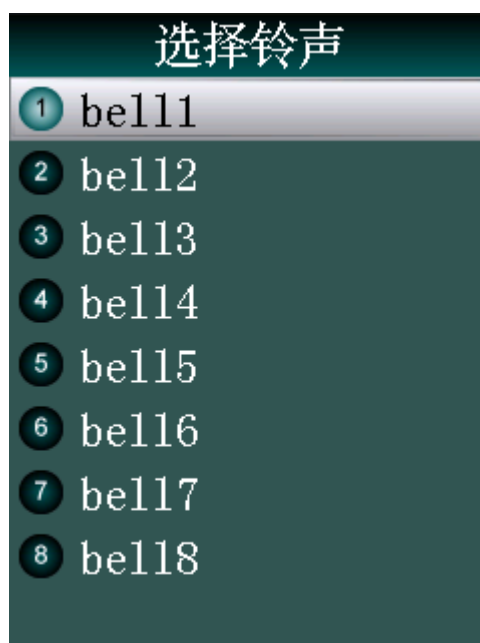 选择铃声
1 bell1
2 bell2
3 bell3
4 bell4
5 bell5
6 bell6
7 bell7
8 bell8